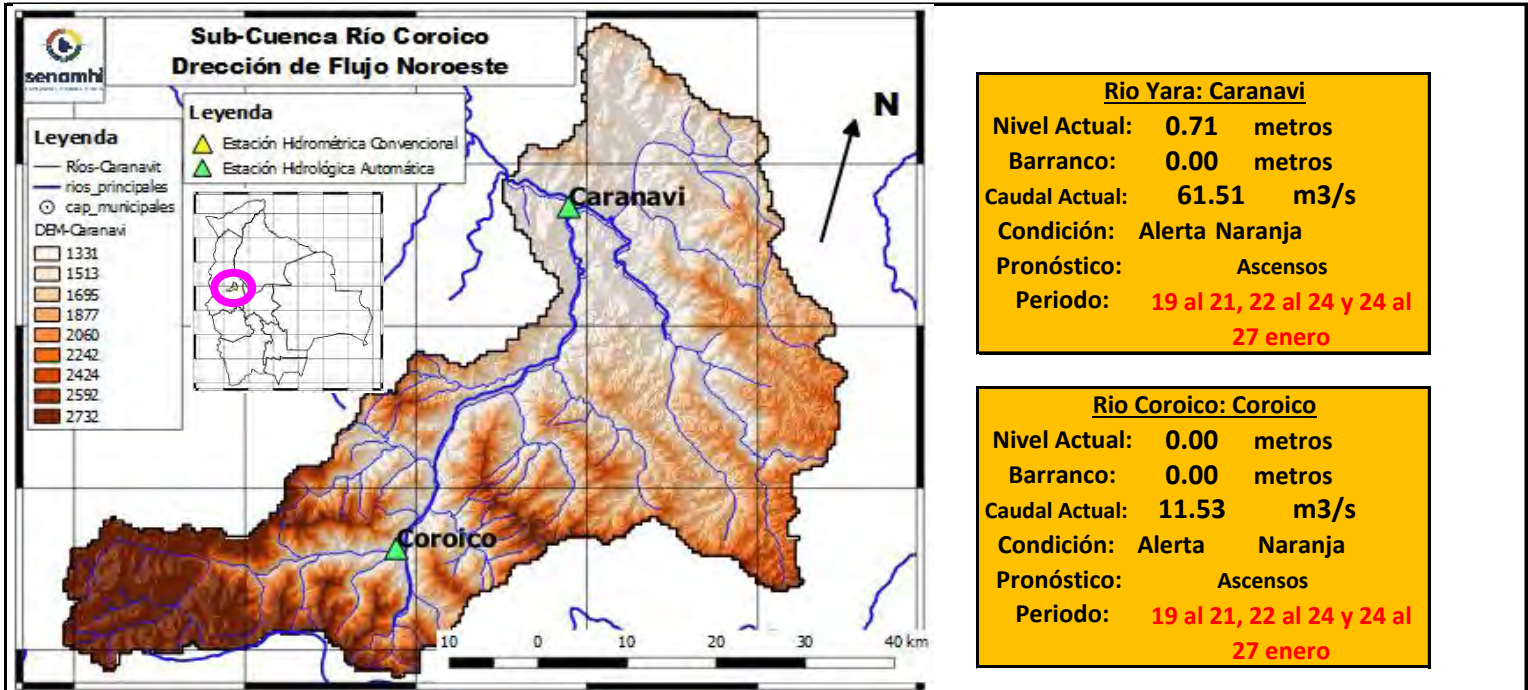 senamhi
Sub-Cuenca Río Coroico
Drección de Flujo Noroeste
Leyenda
Estación Hidrométrica Convencional
Estación Hidrológica Automática
Leyenda
Ríos-Caranavit
rios_principales
cap_municipales
DEM-Caranavi
1331
1513
1695
1877
2060
2242
2424
2592
2732
N
Caranavi
Coroico
10 0 10 20 30 40 km
Rio Yara: Caranavi
Nivel Actual: 0.71 metros
Barranco: 0.00 metros
Caudal Actual: 61.51 m3/s
Condición: Alerta Naranja
Pronóstico: Ascensos
Periodo: 19 al 21, 22 al 24 y 24 al
27 enero
Rio Coroico: Coroico
Nivel Actual: 0.00 metros
Barranco: 0.00 metros
Caudal Actual: 11.53 m3/s
Condición: Alerta Naranja
Pronóstico: Ascensos
Periodo: 19 al 21, 22 al 24 y 24 al
27 enero